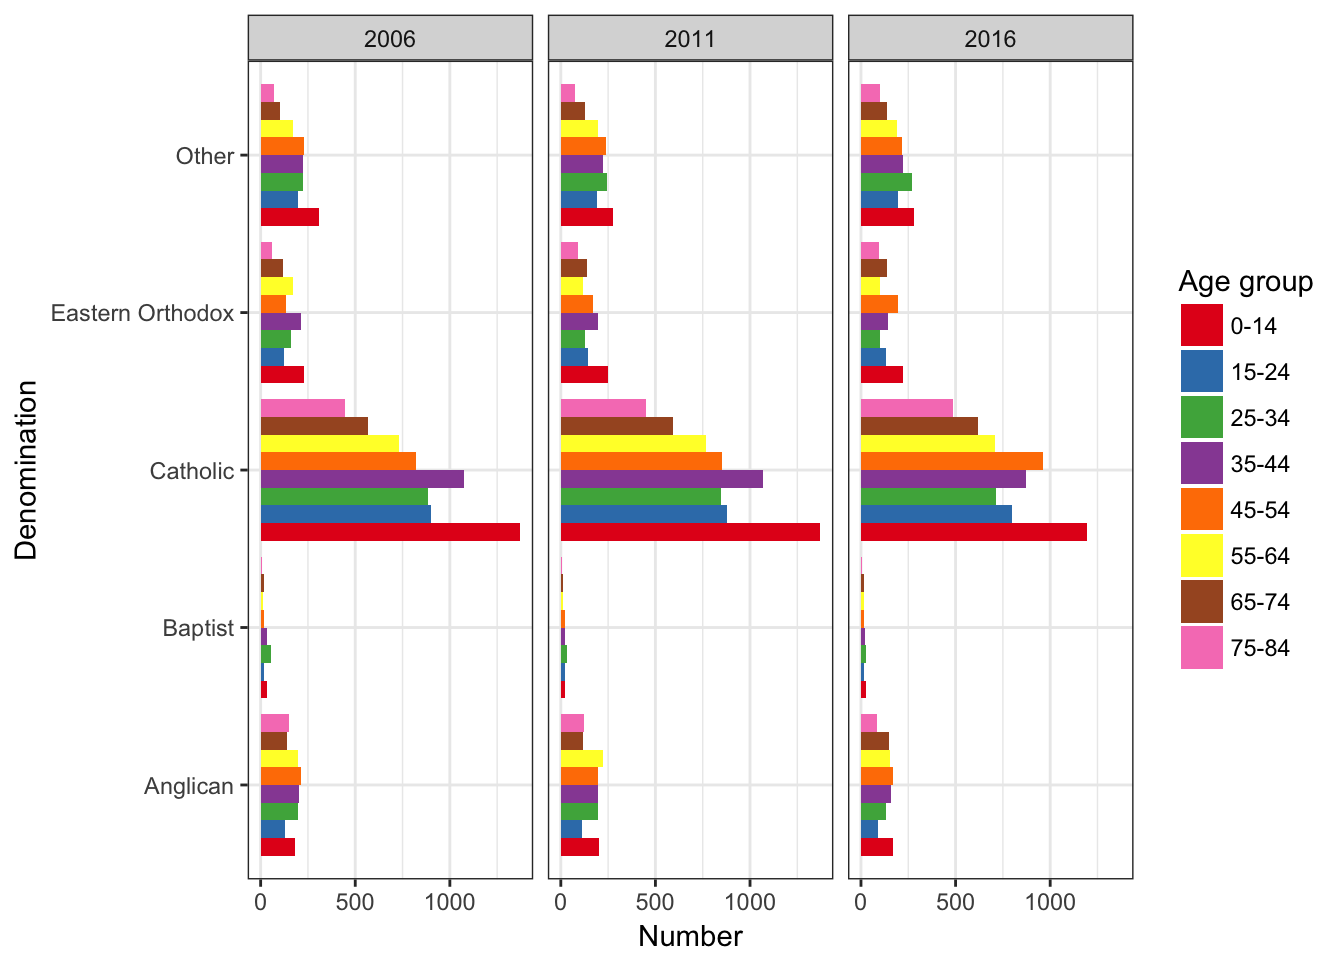 2006 2011 2016
Other
Eastern Orthodox
Catholic
Baptist
Anglican
Denomination
0 500 1000 0 500 1000 0 500 1000
Number
Age group
0-14
15-24
25-34
35-44
45-54
55-64
65-74
75-84